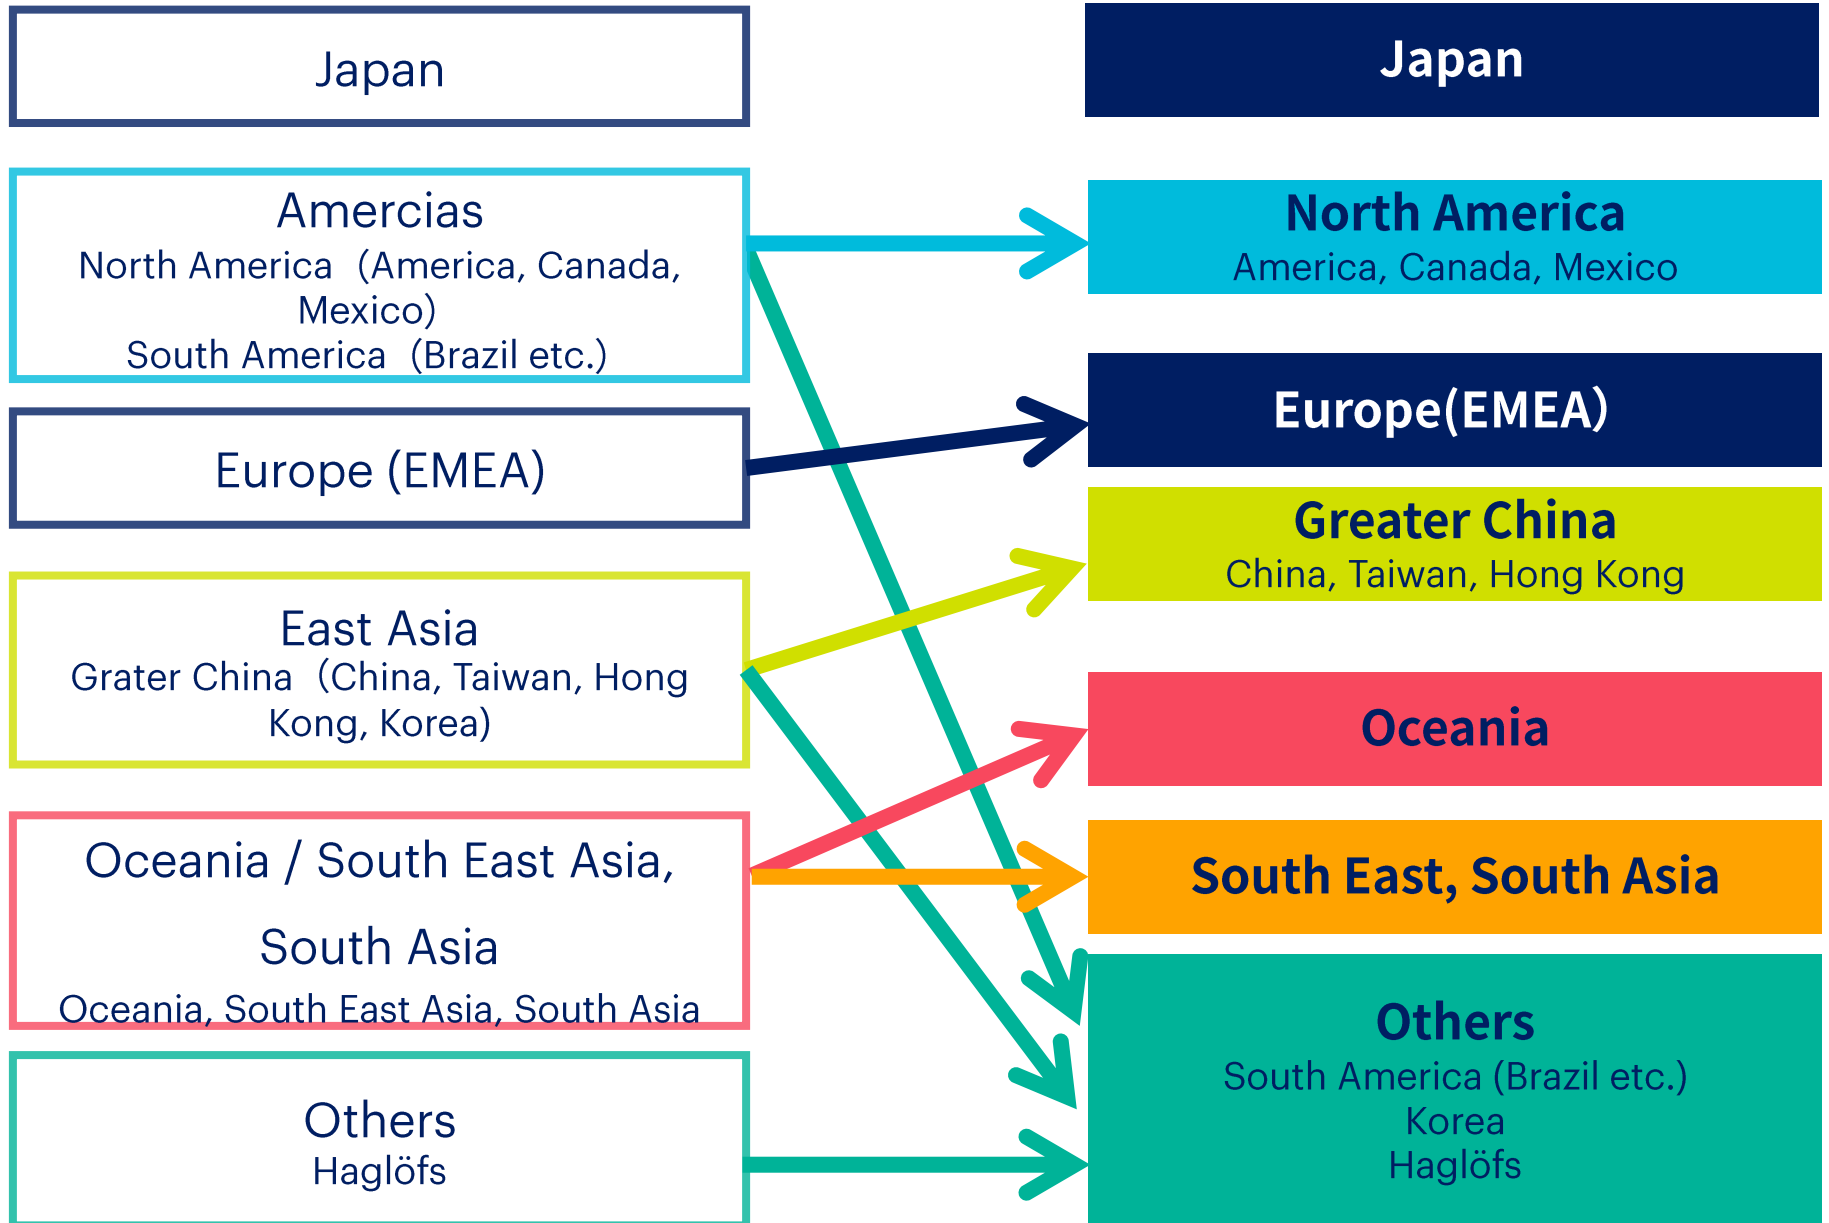 Japan
Amercias
North America（America, Canada,
Mexico)
South America（Brazil etc.）
Europe (EMEA)
East Asia
Grater China（China, Taiwan, Hong
Kong, Korea)
Oceania / South East Asia,
South Asia
Oceania, South East Asia, South Asia
Others
Haglöfs
Japan
North America
America, Canada, Mexico
Europe(EMEA）
Greater China
China, Taiwan, Hong Kong
Oceania
South East, South Asia
Others
South America (Brazil etc.)
Korea
Haglöfs